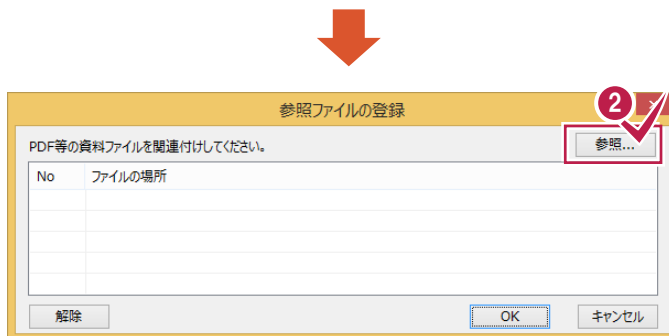 参照ファイルの登録
2
×
PDF等の資料ファイルを関連付けしてください。
参照...
No ファイルの場所
解除 OK キャンセル